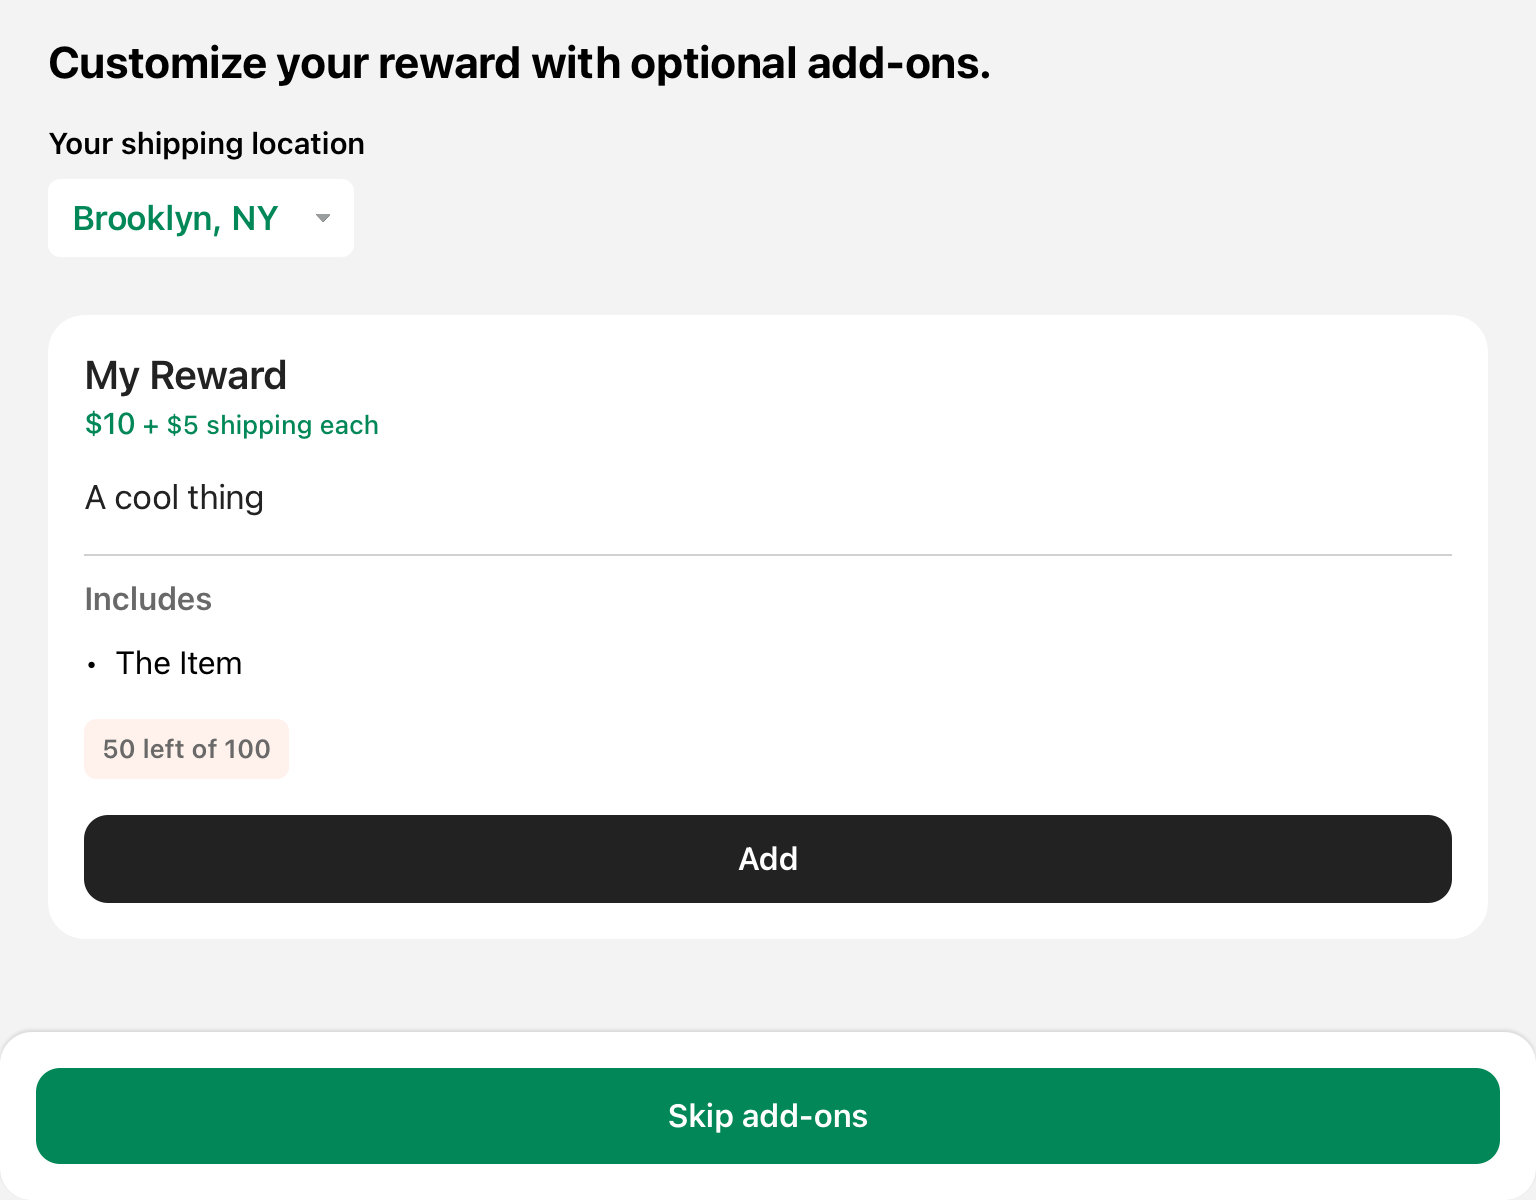 Customize your reward with optional add-ons.
Your shipping location
Brooklyn, NY
My Reward
$10 + $5 shipping each
A cool thing
Includes
• The Item
50 left of 100
Add
Skip add-ons